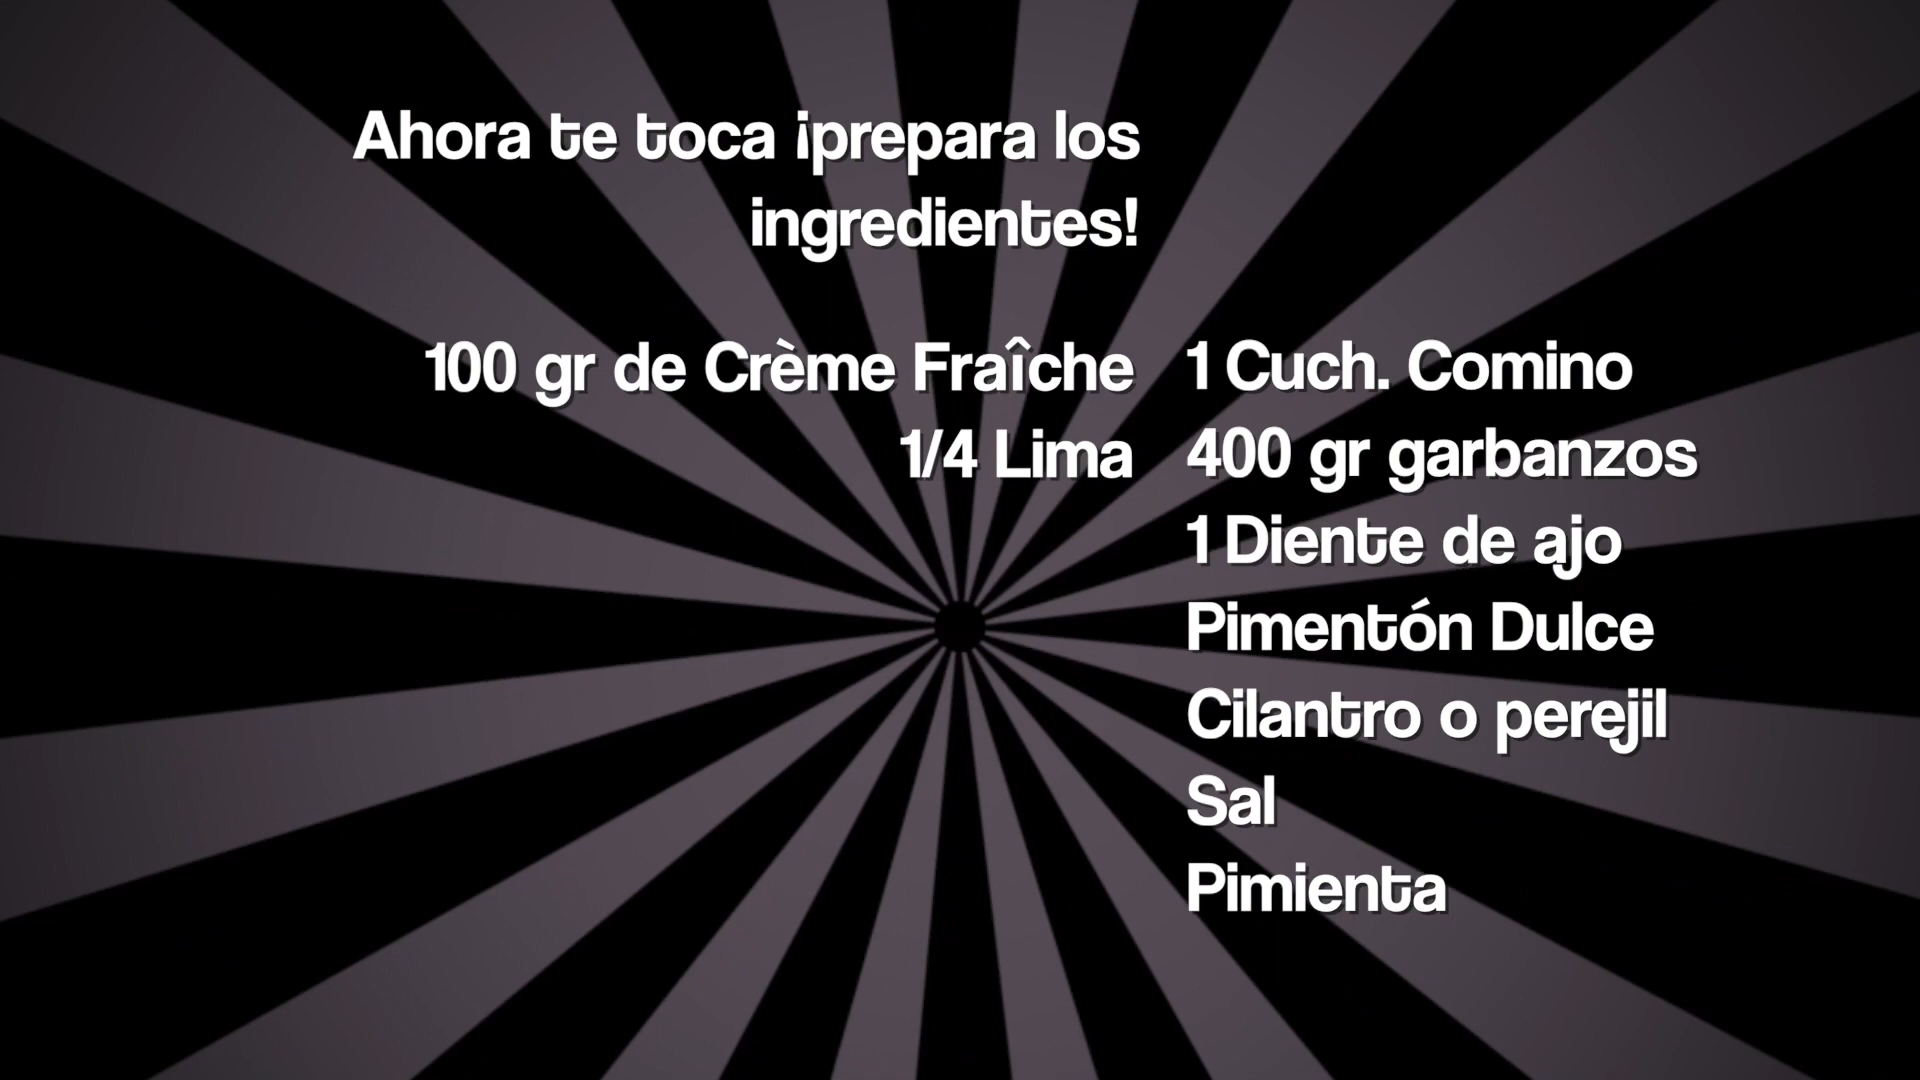 Ahora te toca ¡prepara los
ingredientes!
100 gr de Crème Fraîche
1/4 Lima
1 Cuch. Comino
400 gr garbanzos
1 Diente de ajo
Pimentón Dulce
Cilantro o perejil
Sal
Pimienta